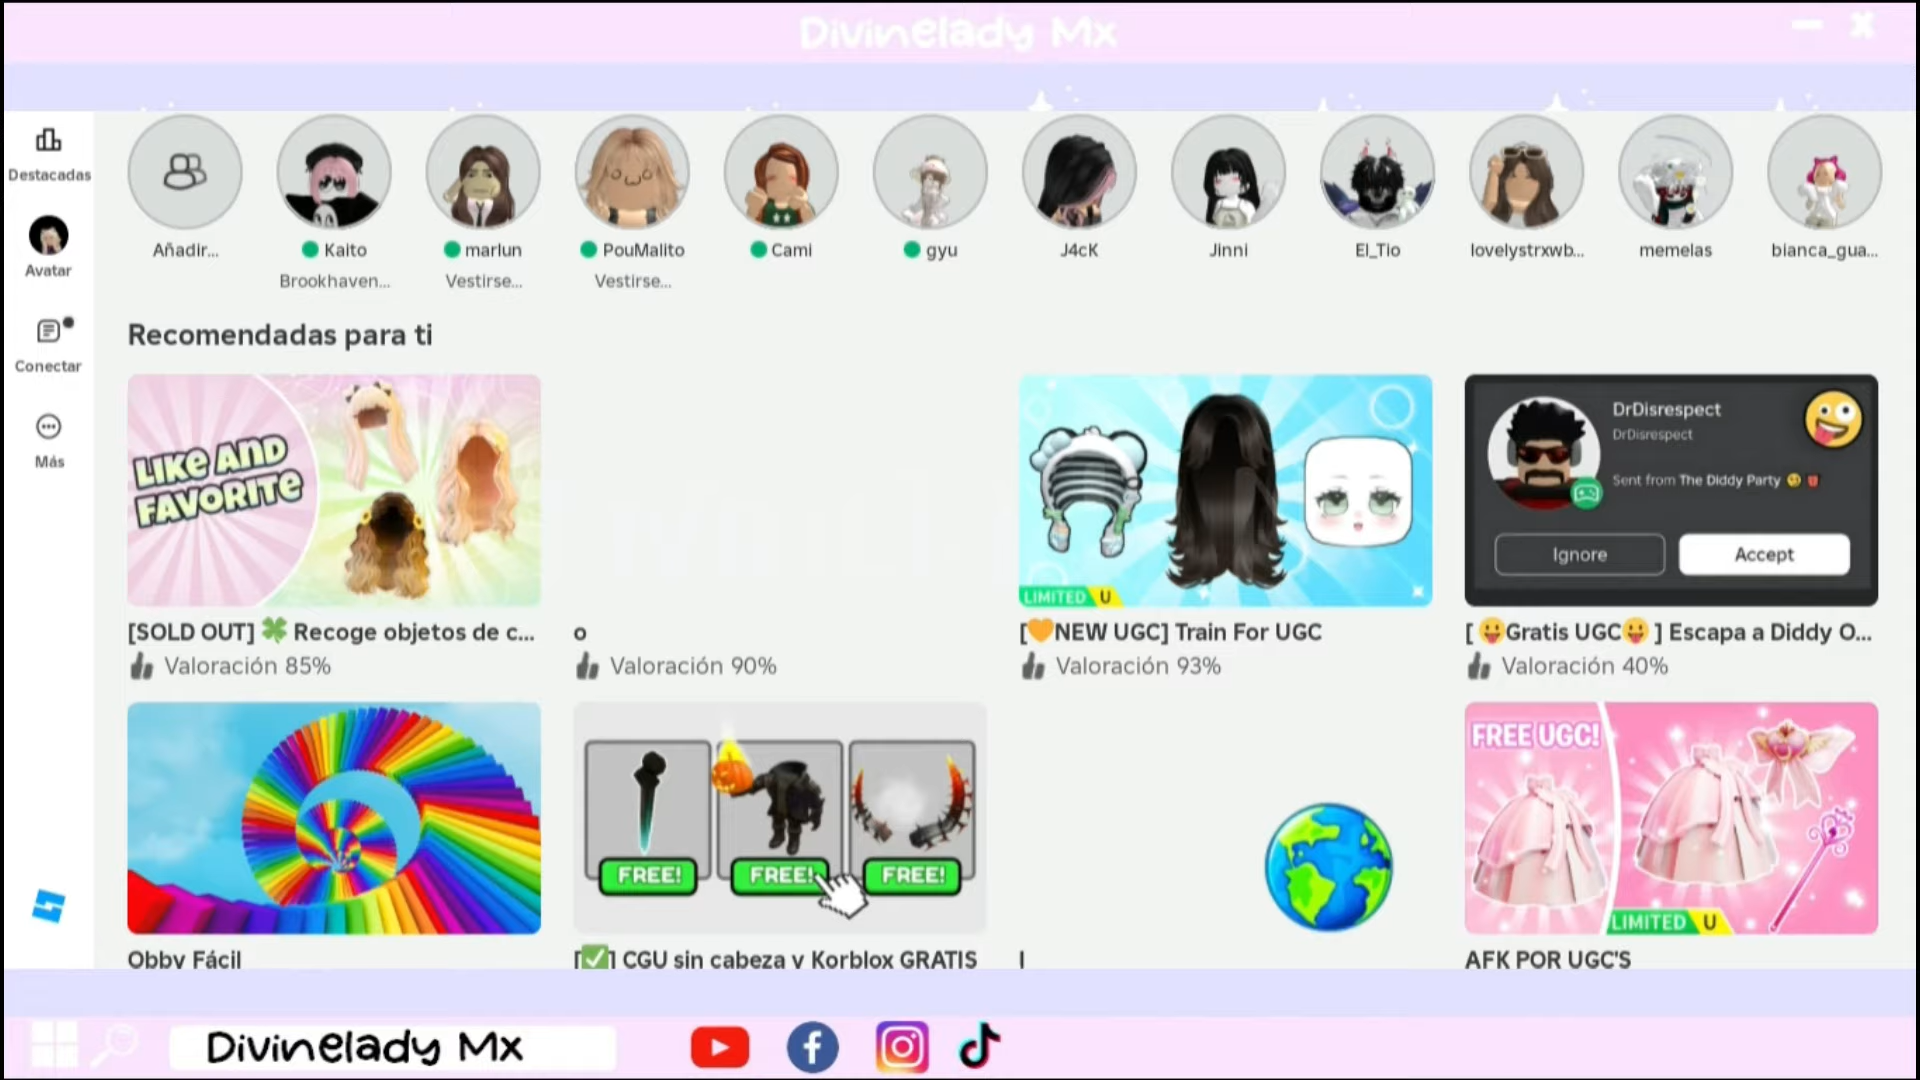 Divinelady Mx
Destacadas
Avatar
Conectar
Más
Añadir...
Kaito
Brookhaven...
marlun
Vestirse...
PouMalito
Vestirse...
Cami
gyu
J4cK
Jinni
El_Tio
lovelystrxwb...
memelas
bianca_gua...
Recomendadas para ti
LIKE AND
FAVORITE
[SOLD OUT] 🍀 Recoge objetos de c...
Valoración 85%
o
Valoración 90%
LIMITED U
[🧡NEW UGC] Train For UGC
Valoración 93%
DrDisrespect
DrDisrespect
Sent from The Diddy Party
Ignore
Accept
[ 😛Gratis UGC😛 ] Escapa a Diddy O...
Valoración 40%
Obby Fácil
FREE!
FREE!
FREE!
[✅] CGU sin cabeza y Korblox GRATIS
l
FREE UGC!
LIMITED U
AFK POR UGC'S
Divinelady Mx